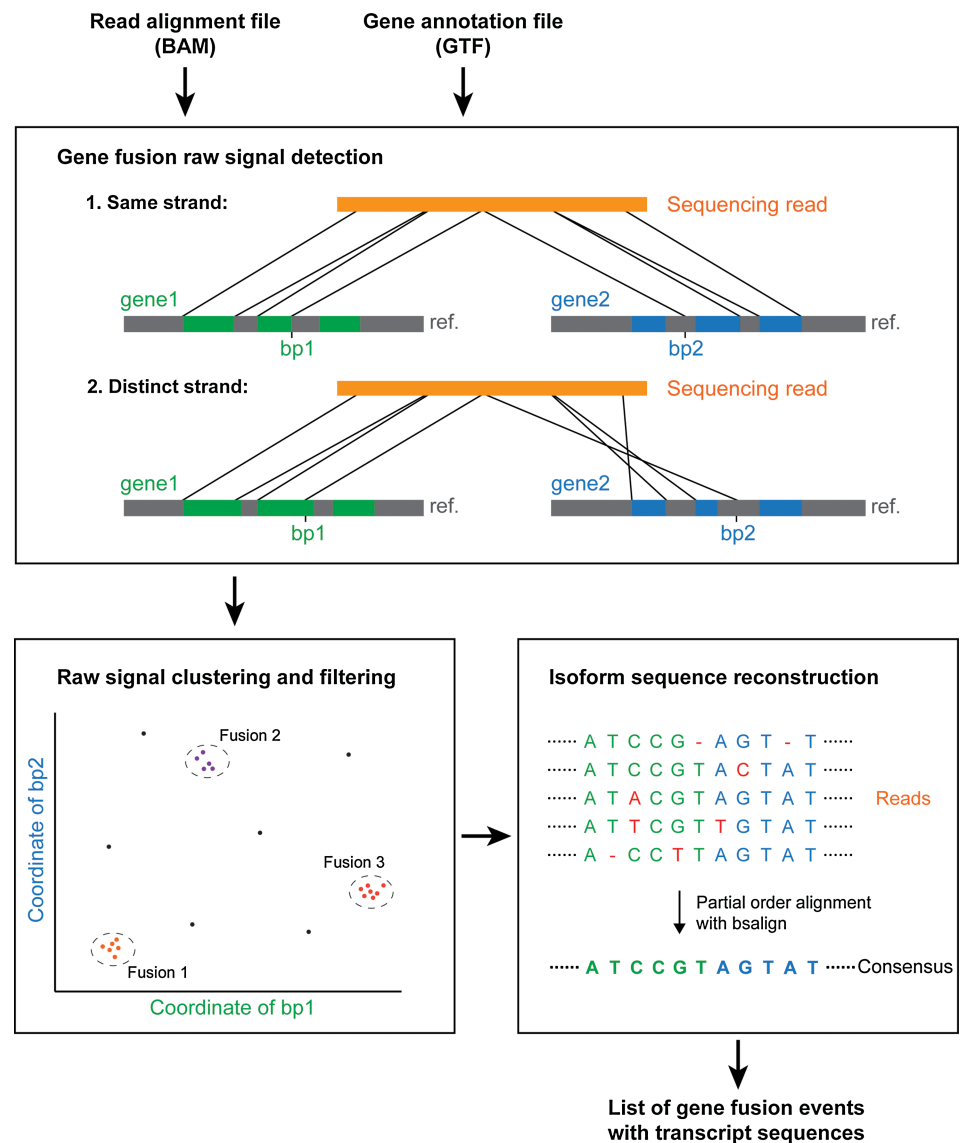 Read alignment file
(BAM)
Gene annotation file
(GTF)
Gene fusion raw signal detection
1. Same strand:
Sequencing read
gene1
ref.
bp1
gene2
ref.
bp2
2. Distinct strand:
Sequencing read
gene1
ref.
bp1
gene2
ref.
bp2
Raw signal clustering and filtering
Coordinate of bp2
Fusion 2
Fusion 3
Fusion 1
Coordinate of bp1
Isoform sequence reconstruction
······ A T C C G - A G T - T ······
······ A T C C G T A C T A T ······
······ A T A C G T A G T A T ······
······ A T T C G T T G T A T ······
······ A - C C T T A G T A T ······
Reads
Partial order alignment
with bsalign
······ A T C C G T A G T A T ······ Consensus
List of gene fusion events
with transcript sequences